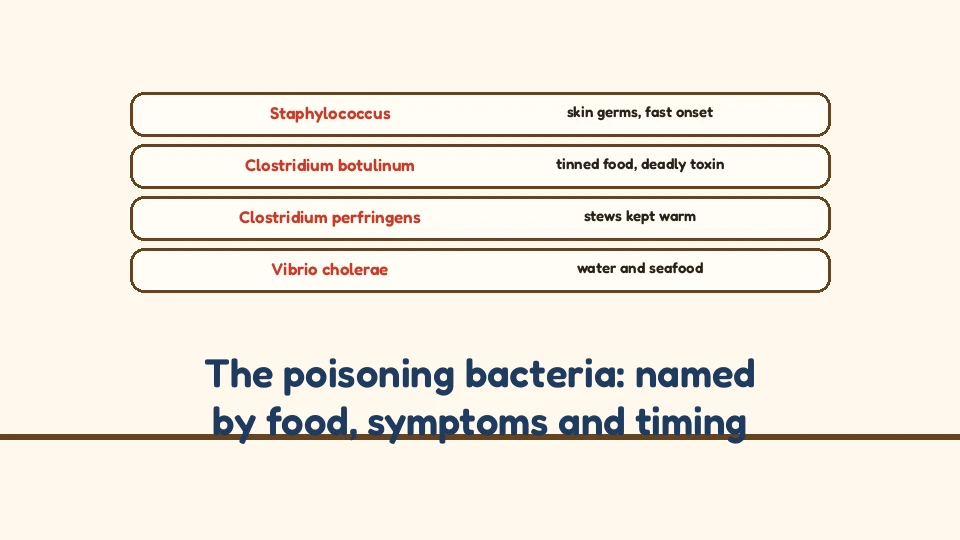 Staphylococcus skin germs, fast onset
Clostridium botulinum tinned food, deadly toxin
Clostridium perfringens stews kept warm
Vibrio cholerae water and seafood
The poisoning bacteria: named
by food, symptoms and timing